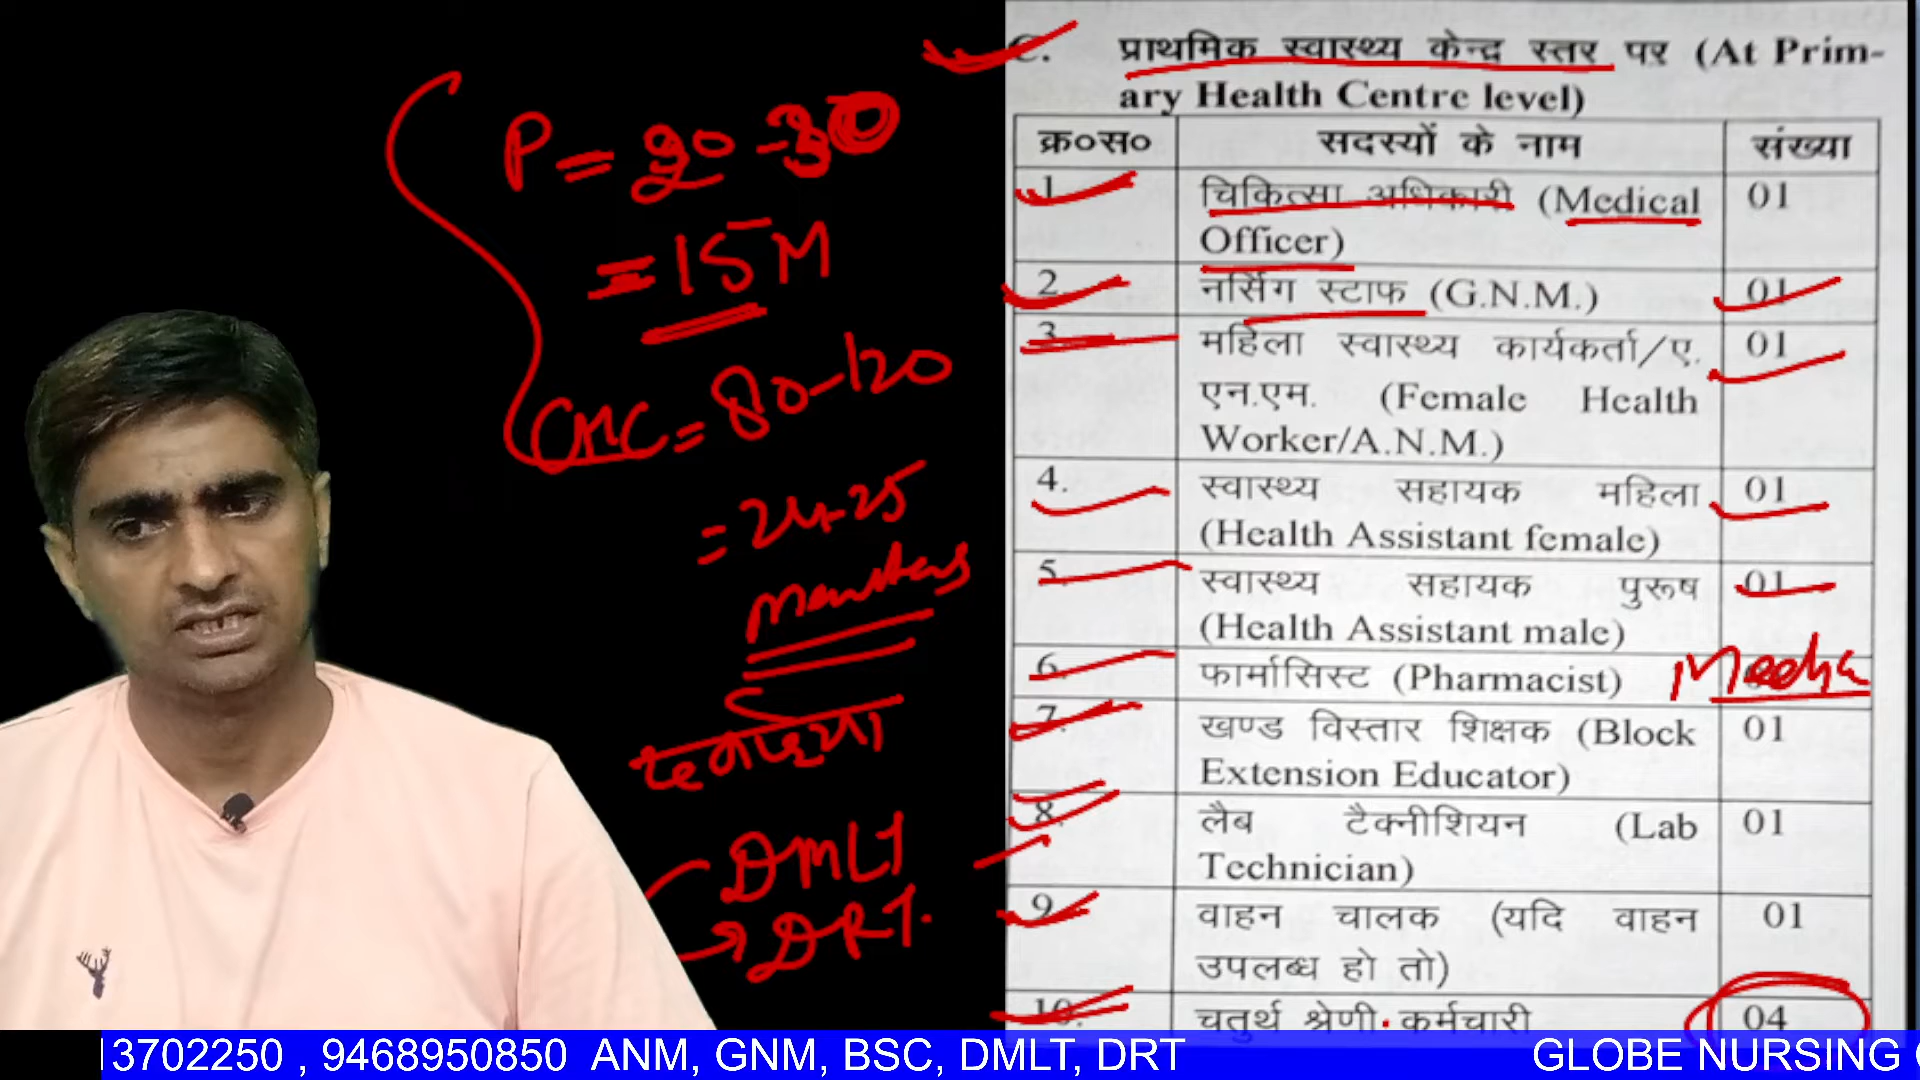 P = 20-30
= 15 M
CHC = 80-120
= 24-25
Members
DMLT
→ DRT.
C. प्राथमिक स्वास्थ्य केन्द्र स्तर पर (At Prim-
ary Health Centre level)
क्र०स० सदस्यों के नाम संख्या
1. चिकित्सा अधिकारी (Medical 01
Officer)
2. नर्सिग स्टाफ (G.N.M.) 01
3. महिला स्वास्थ्य कार्यकर्ता/ए. 01
एन.एम. (Female Health
Worker/A.N.M.)
4. स्वास्थ्य सहायक महिला 01
(Health Assistant female)
5. स्वास्थ्य सहायक पुरूष 01
(Health Assistant male)
6. फार्मासिस्ट (Pharmacist)
7. खण्ड विस्तार शिक्षक (Block 01
Extension Educator)
8. लैब टैक्नीशियन (Lab 01
Technician)
9. वाहन चालक (यदि वाहन 01
उपलब्ध हो तो)
10. चतुर्थ श्रेणी कर्मचारी 04
13702250 , 9468950850 ANM, GNM, BSC, DMLT, DRT GLOBE NURSING